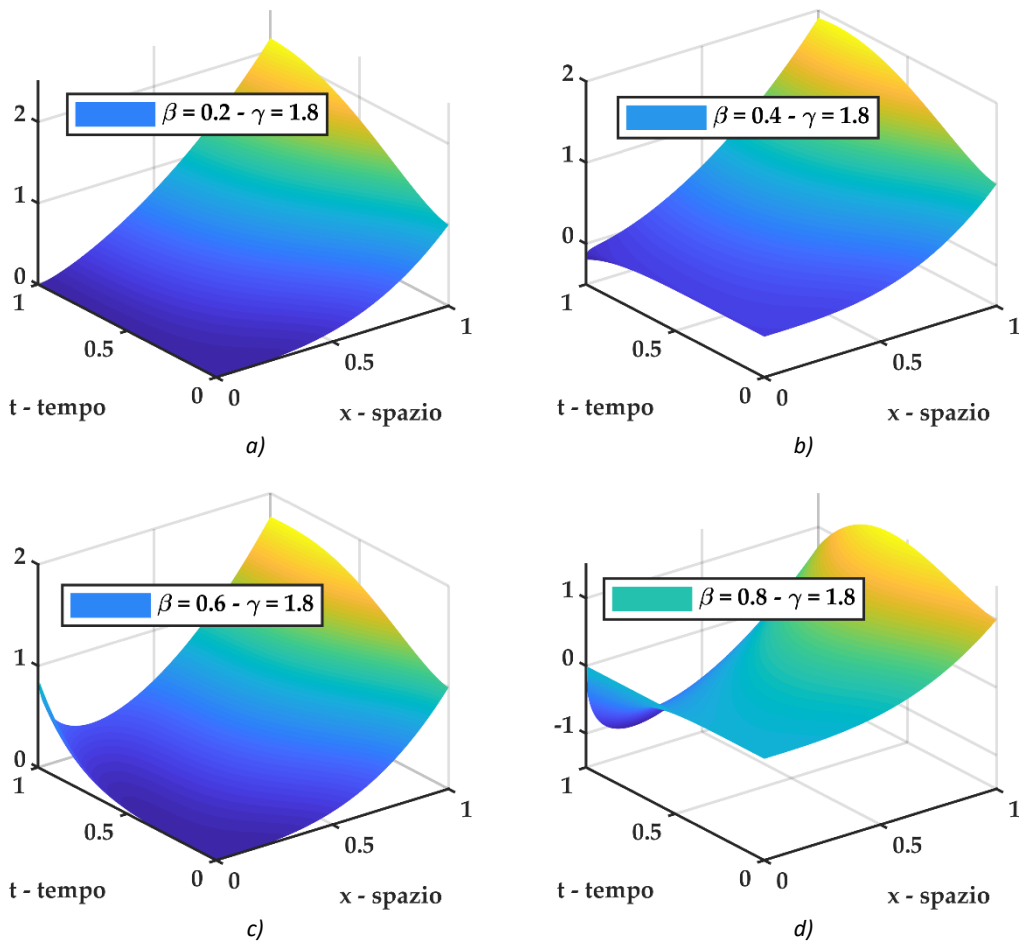 2
β = 0.2 - γ = 1.8
1
0
1
0.5
0
0
0.5
1
t - tempo
x - spazio
a)
2
β = 0.4 - γ = 1.8
1
0
1
0.5
0
0
0.5
1
t - tempo
x - spazio
b)
2
β = 0.6 - γ = 1.8
1
0
1
0.5
0
0
0.5
1
t - tempo
x - spazio
c)
1
β = 0.8 - γ = 1.8
0
-1
1
0.5
0
0
0.5
1
t - tempo
x - spazio
d)